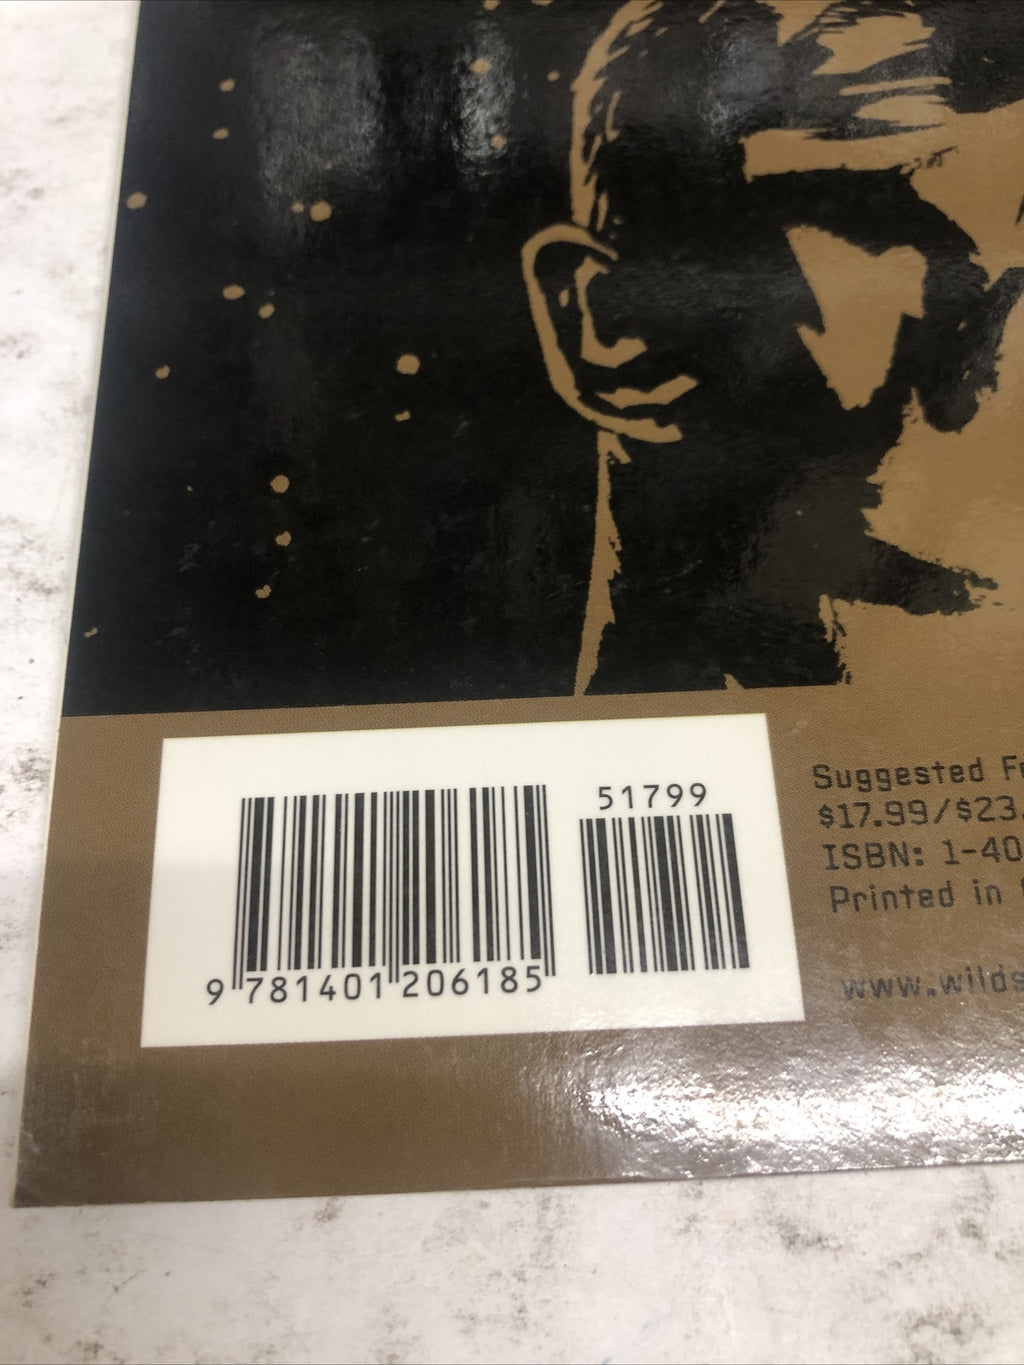 51799
9 781401 206185
Suggested
$17.99/$23.
ISBN: 1-40
Printed in
www.wilds